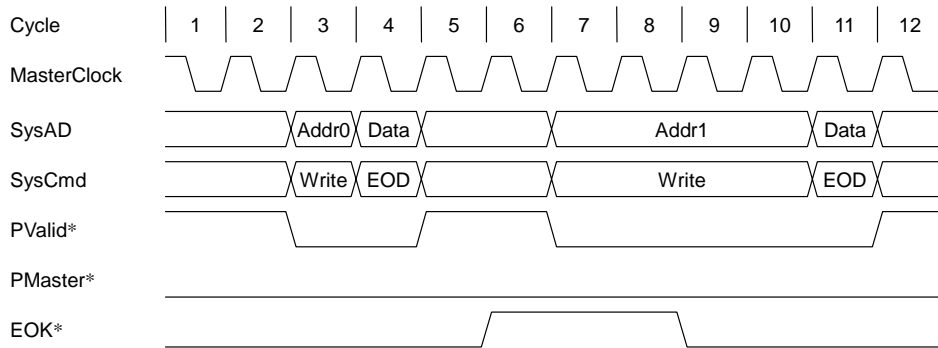 Cycle 1 2 3 4 5 6 7 8 9 10 11 12
MasterClock
SysAD Addr0 Data Addr1 Data
SysCmd Write EOD Write EOD
PValid*
PMaster*
EOK*